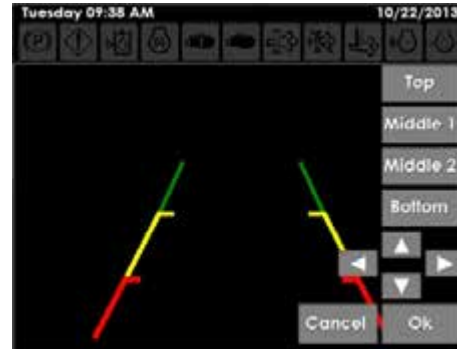 Tuesday 09:38 AM
10/22/2013
Top
Middle 1
Middle 2
Bottom
Cancel
Ok